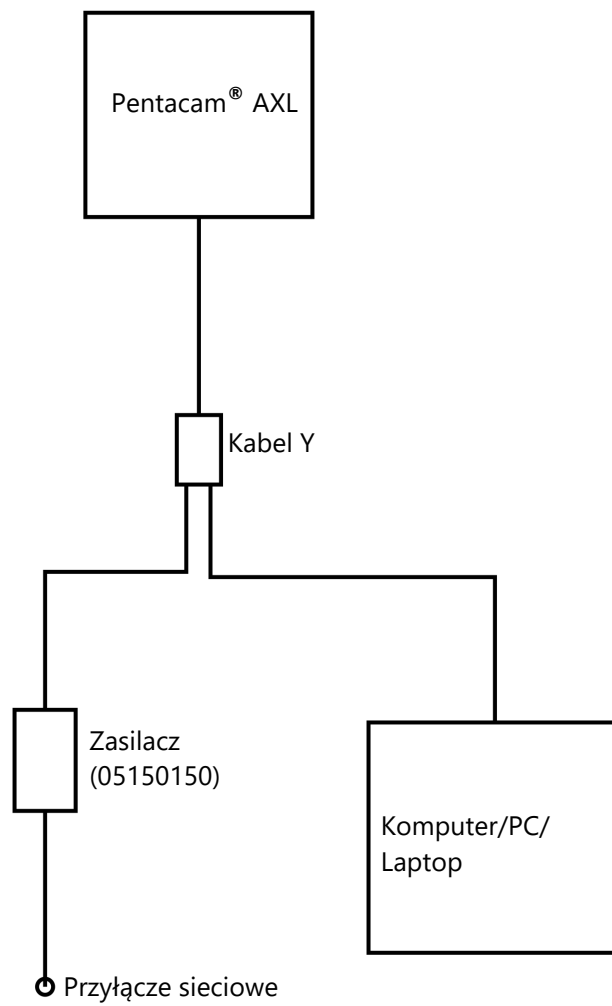 Pentacam® AXL
Kabel Y
Zasilacz
(05150150)
Komputer/PC/
Laptop
Przyłącze sieciowe